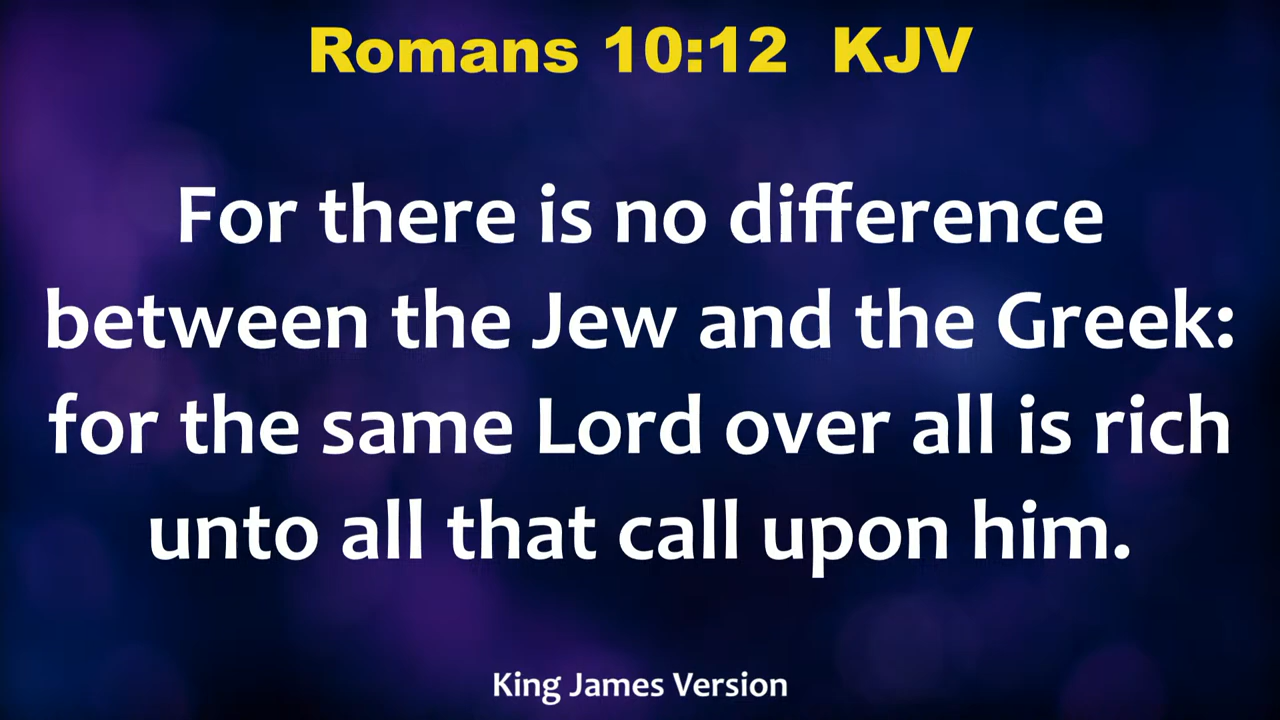 Romans 10:12 KJV
For there is no difference
between the Jew and the Greek:
for the same Lord over all is rich
unto all that call upon him.
King James Version